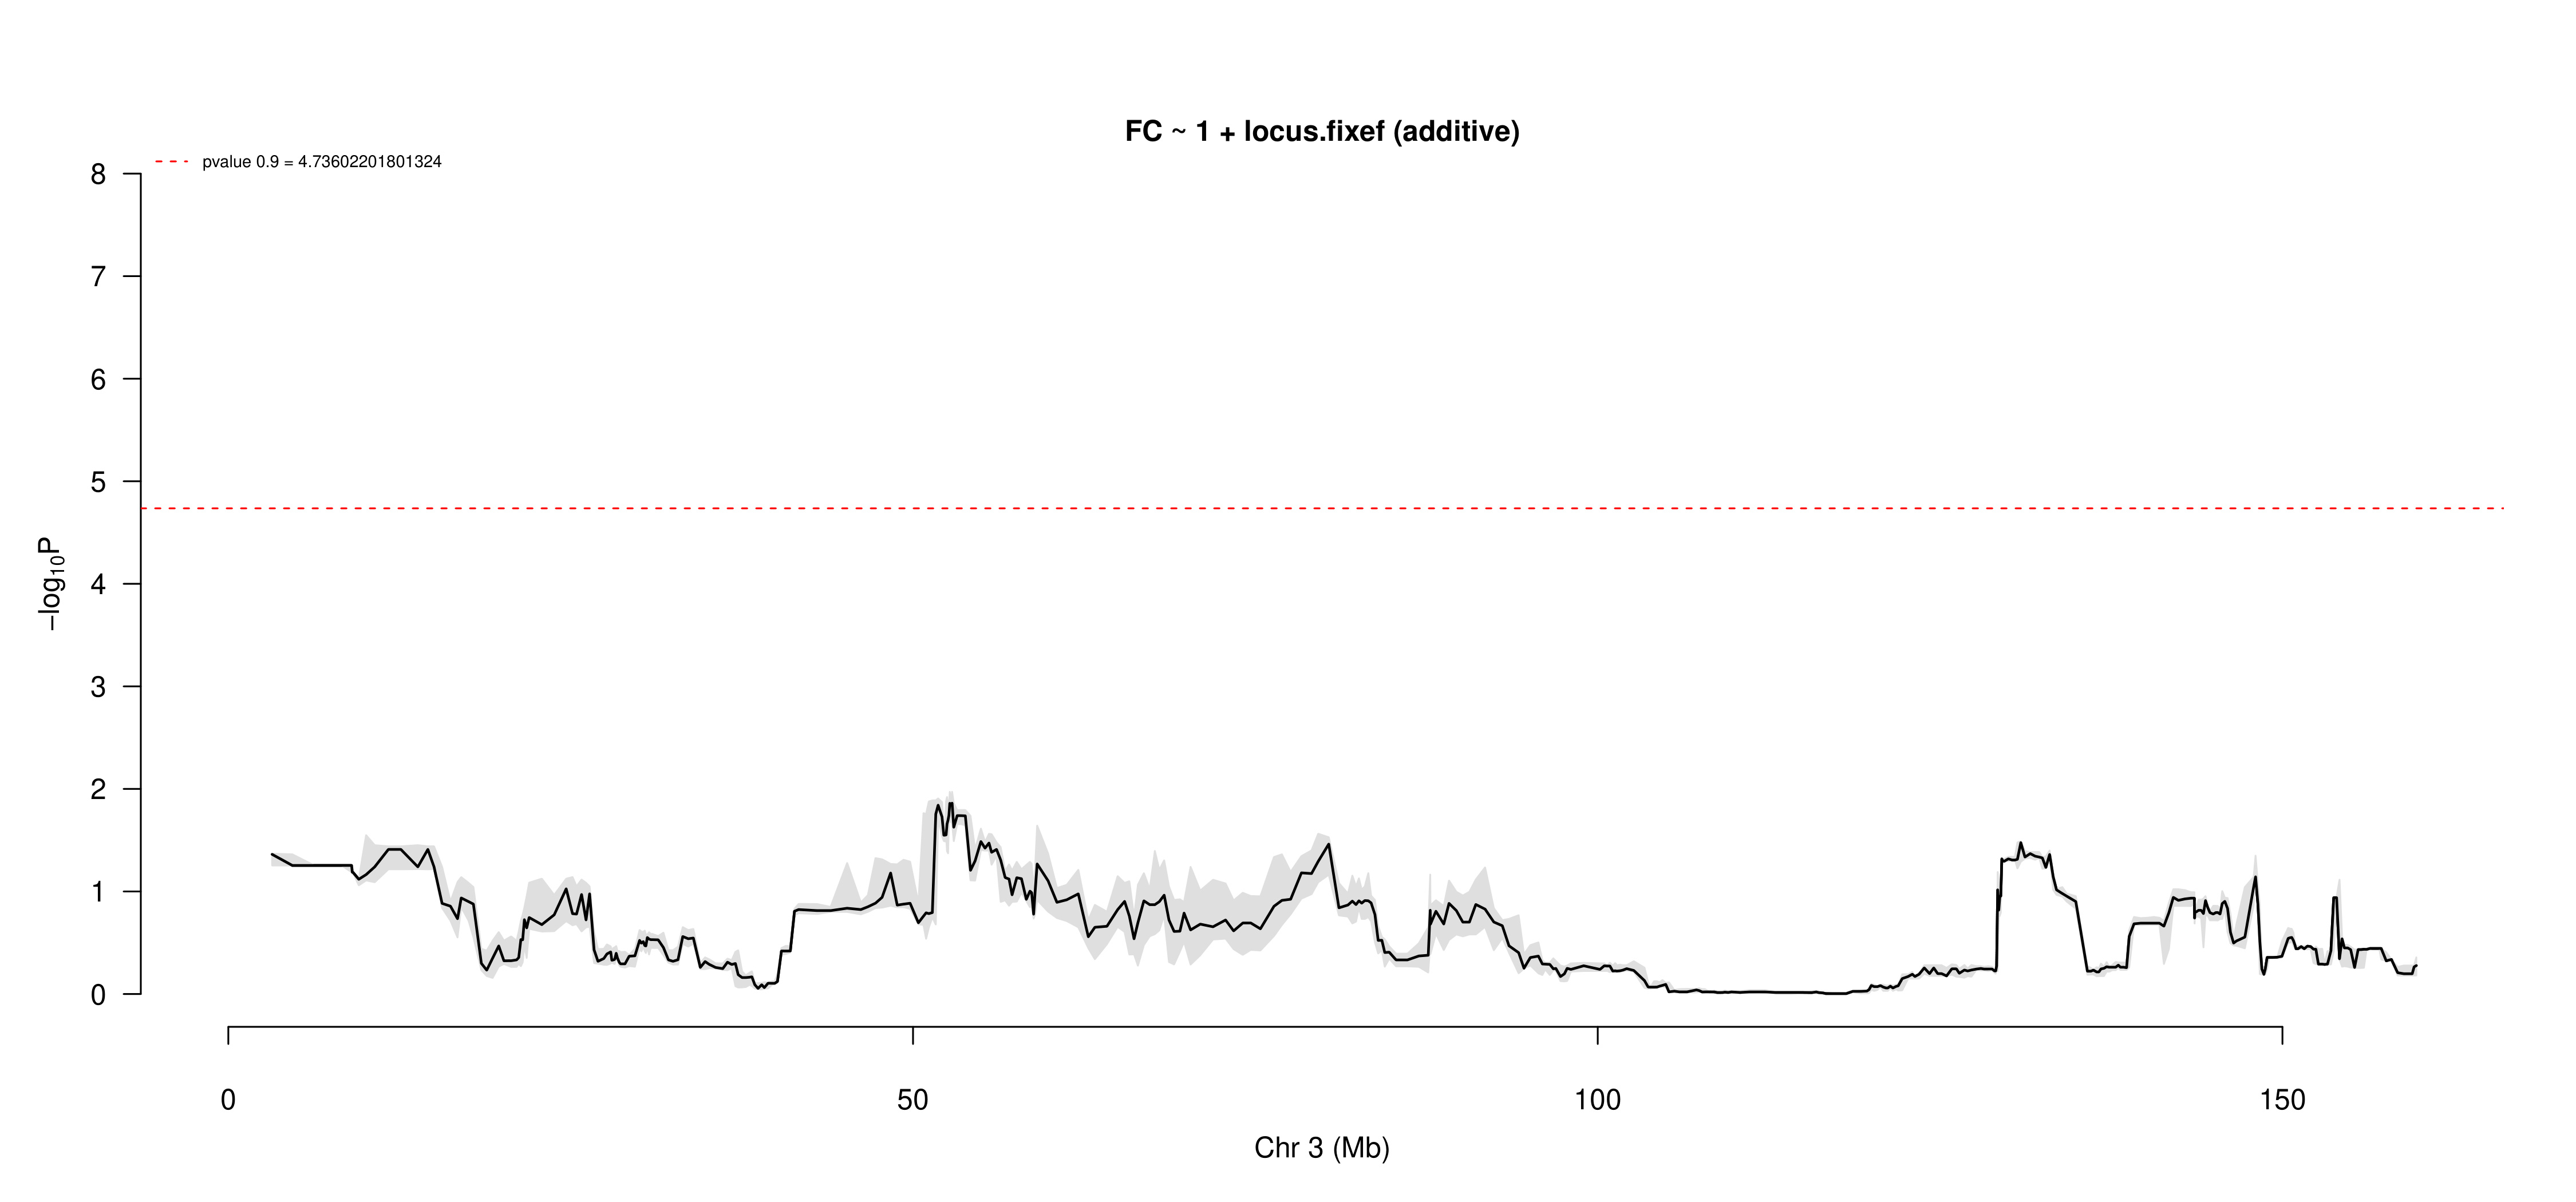 FC ~ 1 + locus.fixef (additive)
pvalue 0.9 = 4.73602201801324
8
7
6
5
4
3
2
1
0
−log10P
0 50 100 150
Chr 3 (Mb)